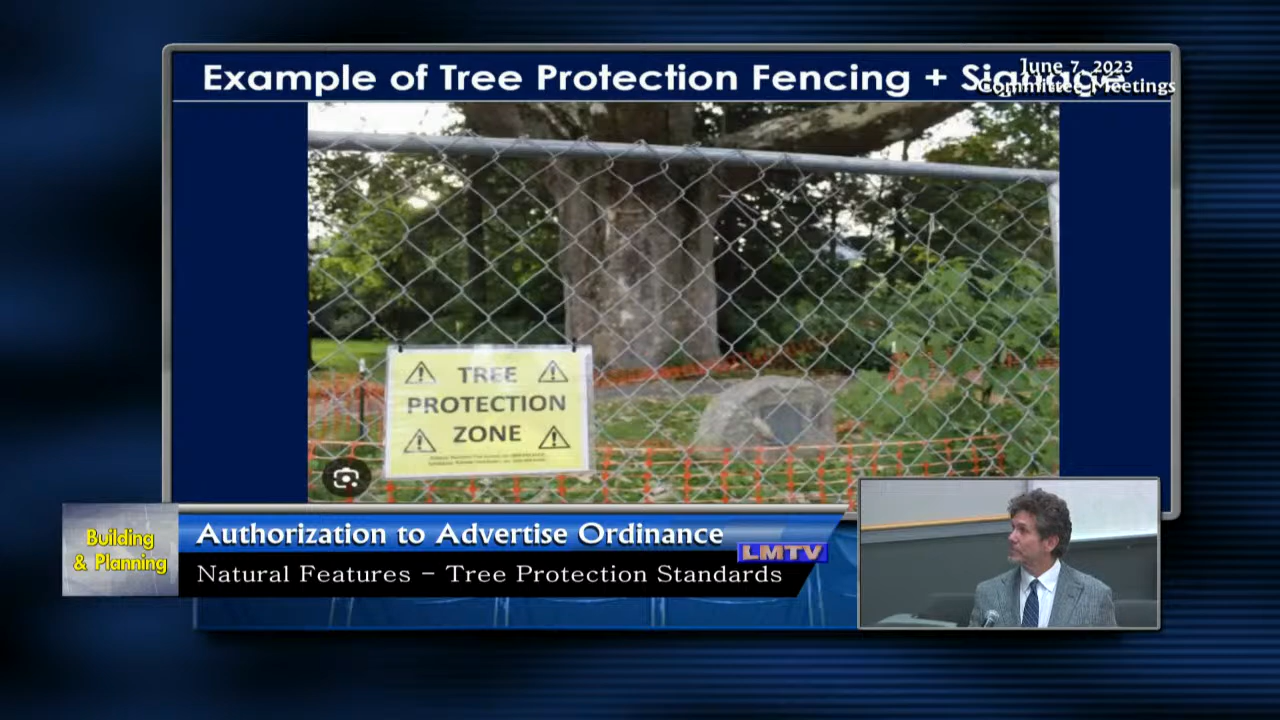 Example of Tree Protection Fencing + Signage
June 7, 2023
Committee Meetings
TREE
PROTECTION
ZONE
Building
& Planning
Authorization to Advertise Ordinance
LMTV
Natural Features - Tree Protection Standards